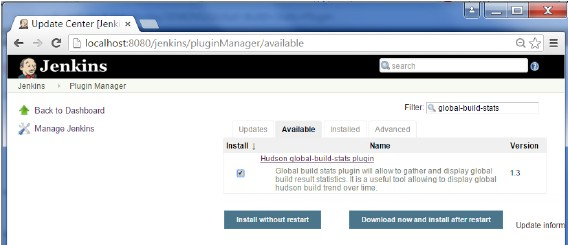 Update Center [Jenkins]
localhost:8080/jenkins/pluginManager/available
Jenkins
search
Jenkins
Plugin Manager
Back to Dashboard
Manage Jenkins
Filter: global-build-stats
Updates Available Installed Advanced
Install ↓ Name Version
Hudson global-build-stats plugin
Global build stats plugin will allow to gather and display global
build result statistics. It is a useful tool allowing to display global
hudson build trend over time.
1.3
Install without restart Download now and install after restart Update inform